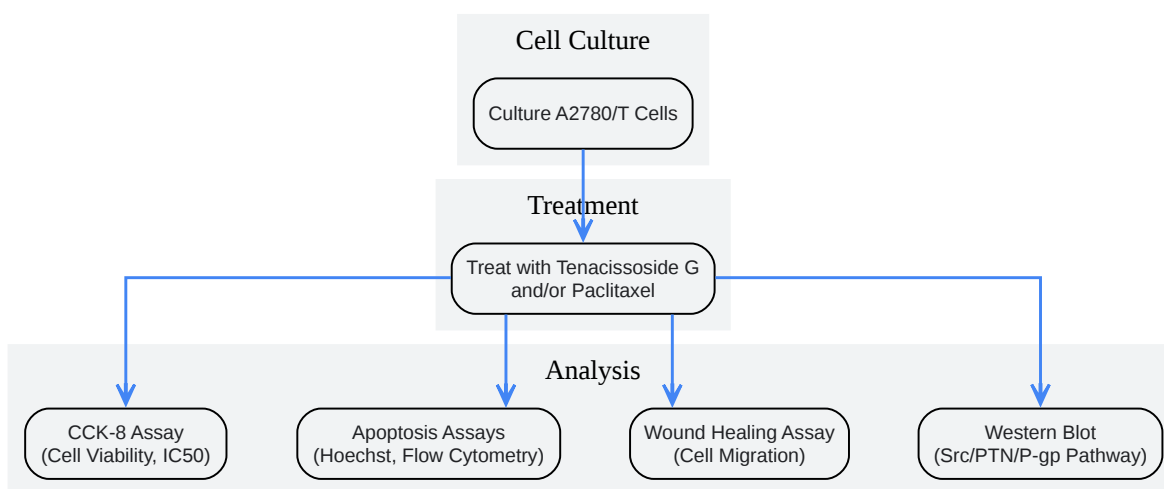 Cell Culture
Culture A2780/T Cells
Treatment
Treat with Tenacissoside G
and/or Paclitaxel
Analysis
CCK-8 Assay
(Cell Viability, IC50)
Apoptosis Assays
(Hoechst, Flow Cytometry)
Wound Healing Assay
(Cell Migration)
Western Blot
(Src/PTN/P-gp Pathway)